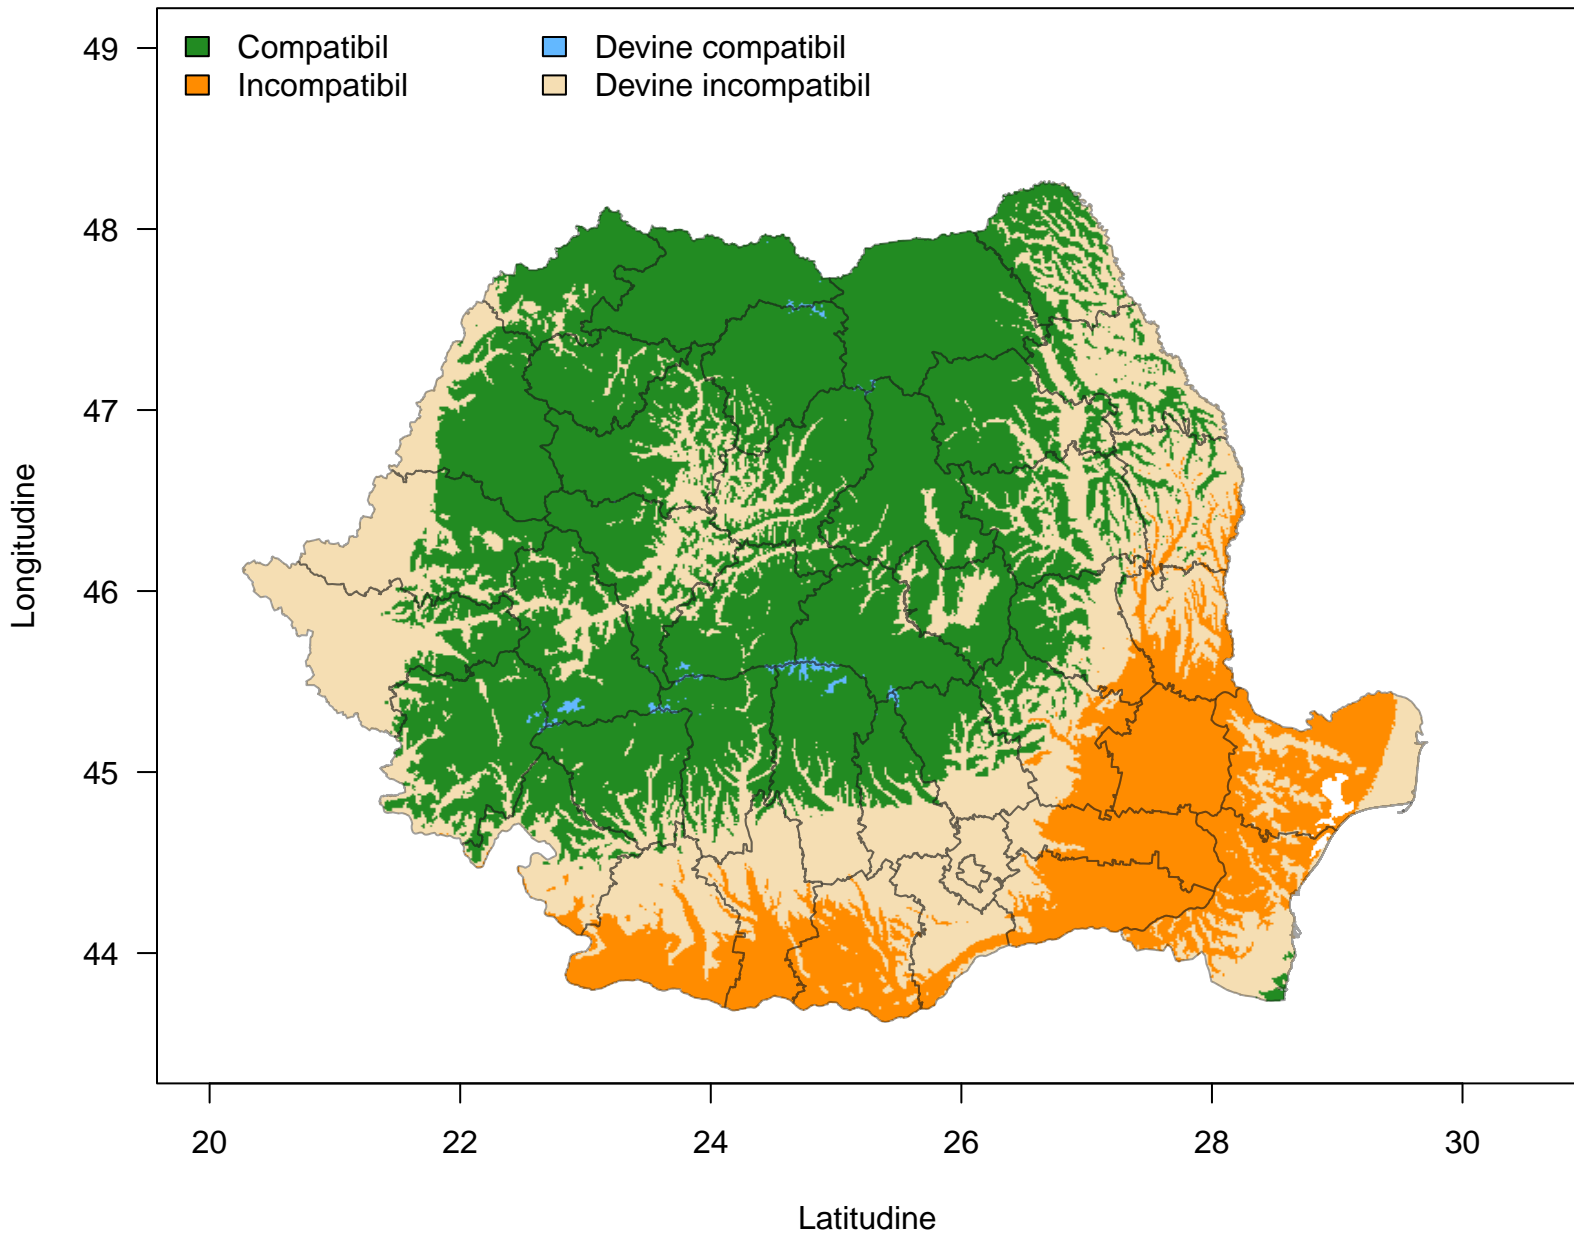 Compatibil
Incompatibil
Devine compatibil
Devine incompatibil
49
48
47
46
45
44
Longitudine
20 22 24 26 28 30
Latitudine